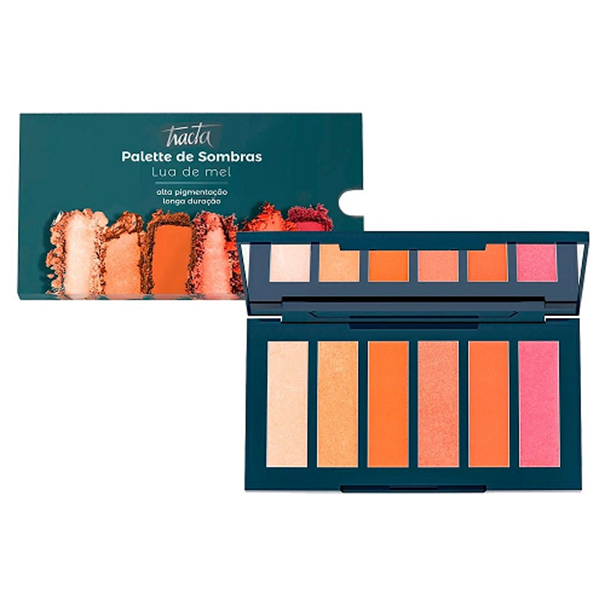 tracta
Palette de Sombras
Lua de mel
alta pigmentação
longa duração